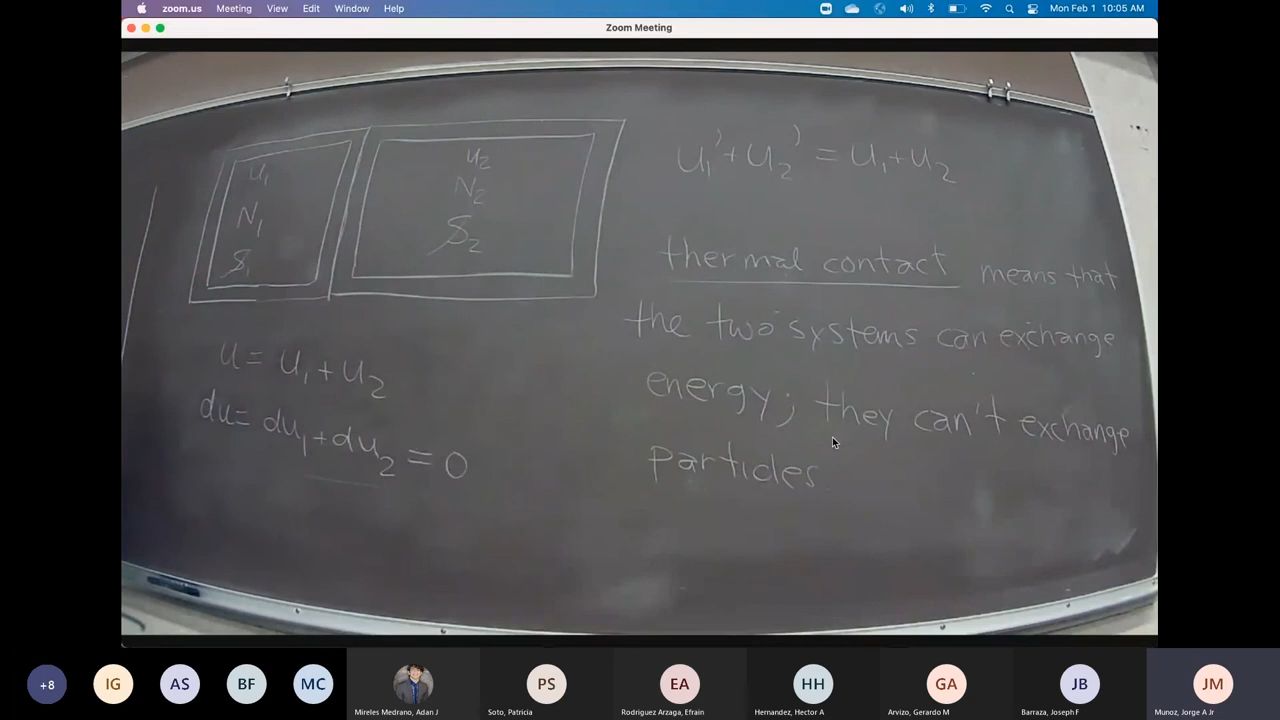 zoom.us Meeting View Edit Window Help Mon Feb 1 10:05 AM
Zoom Meeting
U₁
N₁
S₁
U₂
N₂
S₂
U = U₁ + U₂
dU = dU₁ + dU₂ = 0
U₁' + U₂' = U₁ + U₂
thermal contact means that
the two systems can exchange
energy; they can't exchange
particles
+8
IG
AS
BF
MC
Mireles Medrano, Adan J
PS
Soto, Patricia
EA
Rodriguez Arzaga, Efrain
HH
Hernandez, Hector A
GA
Arvizo, Gerardo M
JB
Barraza, Joseph F
JM
Munoz, Jorge A Jr